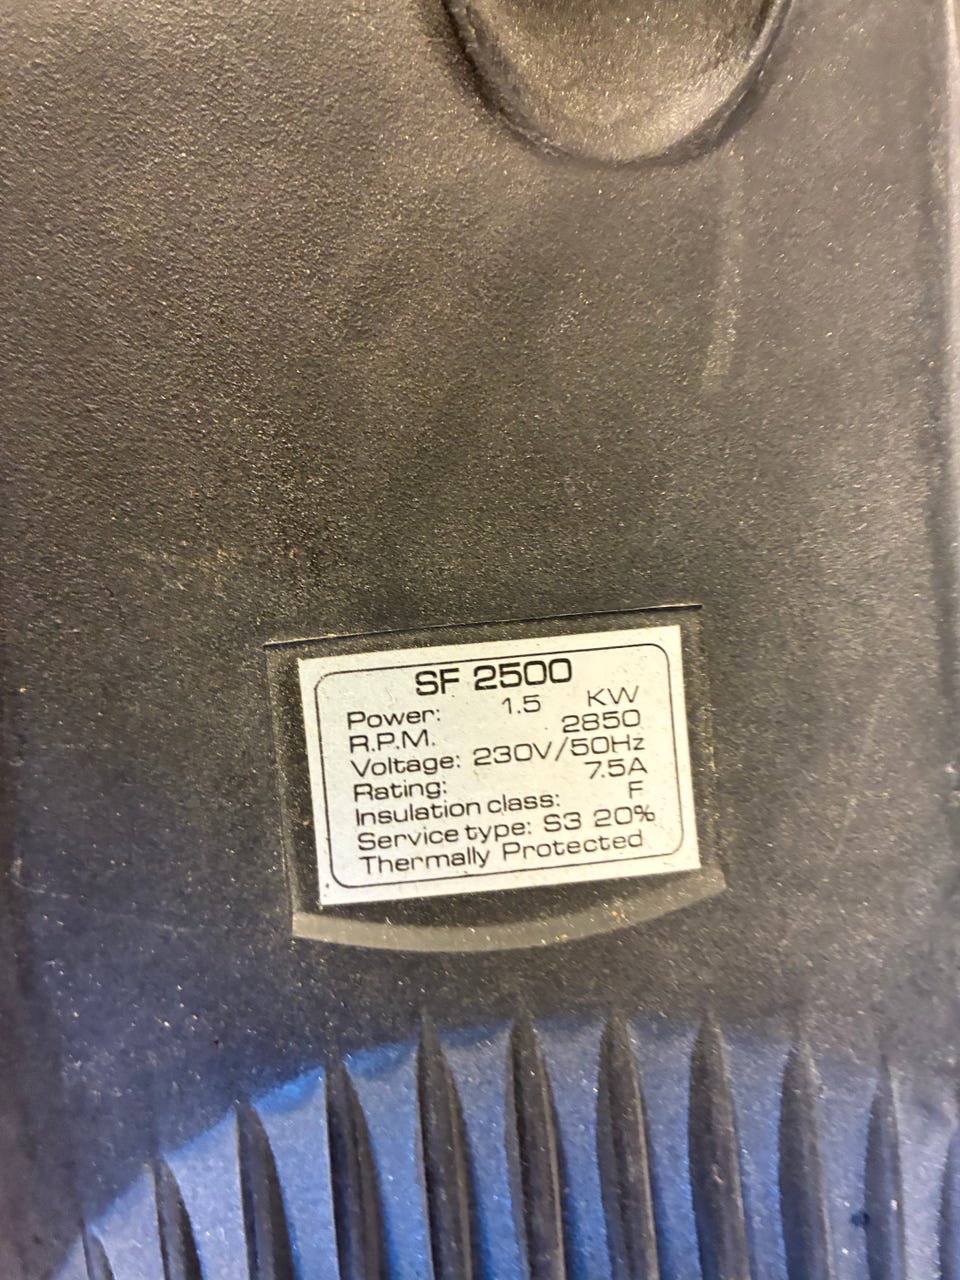 SF 2500
Power: 1.5 KW
R.P.M. 2850
Voltage: 230V/50Hz
Rating: 7.5A
Insulation class: F
Service type: S3 20%
Thermally Protected